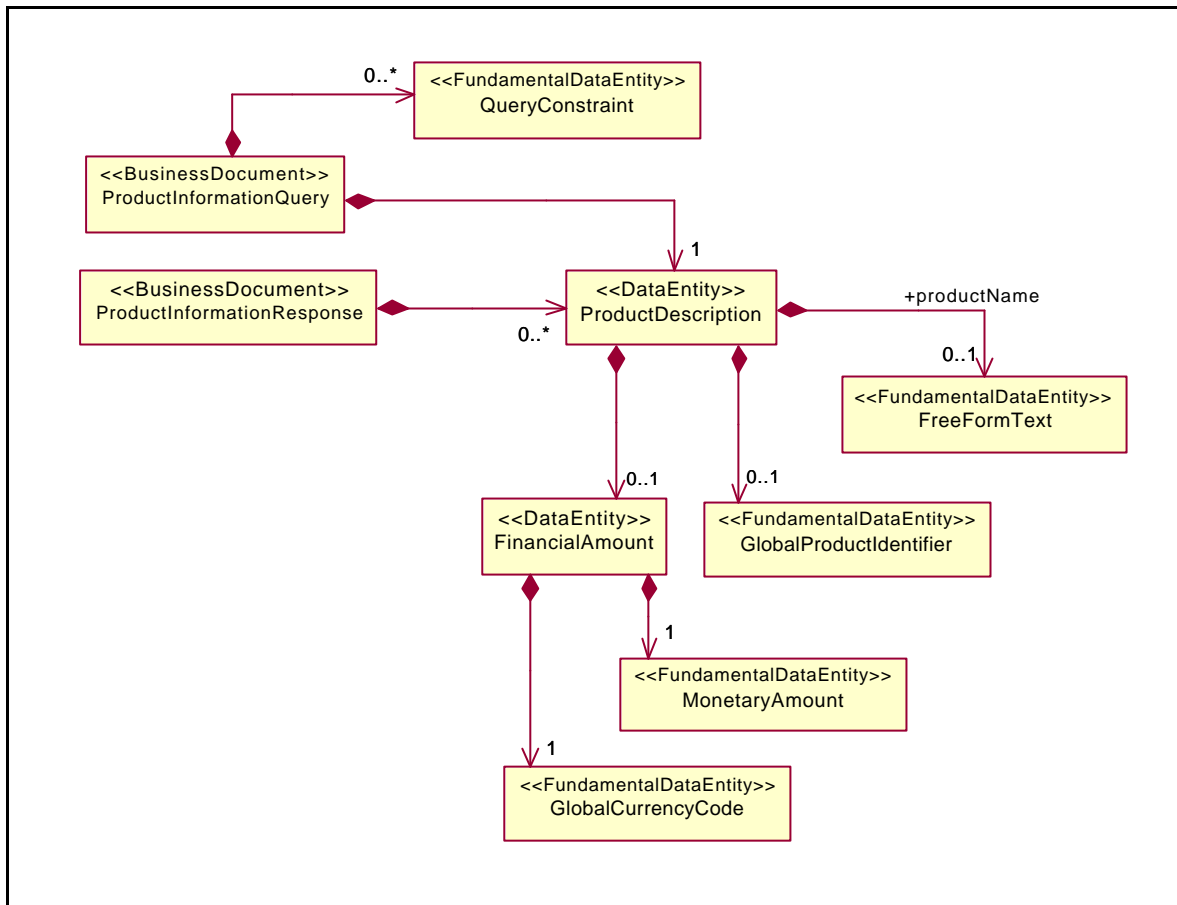 0..*
<<FundamentalDataEntity>>
QueryConstraint
<<BusinessDocument>>
ProductInformationQuery
1
<<BusinessDocument>>
ProductInformationResponse
0..*
<<DataEntity>>
ProductDescription
+productName
0..1
<<FundamentalDataEntity>>
FreeFormText
0..1
0..1
<<DataEntity>>
FinancialAmount
<<FundamentalDataEntity>>
GlobalProductIdentifier
1
<<FundamentalDataEntity>>
MonetaryAmount
1
<<FundamentalDataEntity>>
GlobalCurrencyCode